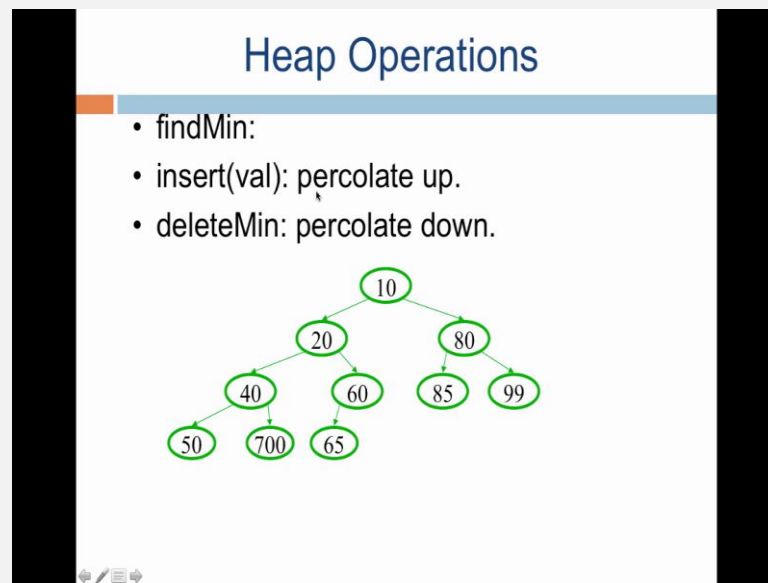 Heap Operations
• findMin:
• insert(val): percolate up.
• deleteMin: percolate down.
10
20 80
40 60 85 99
50 700 65